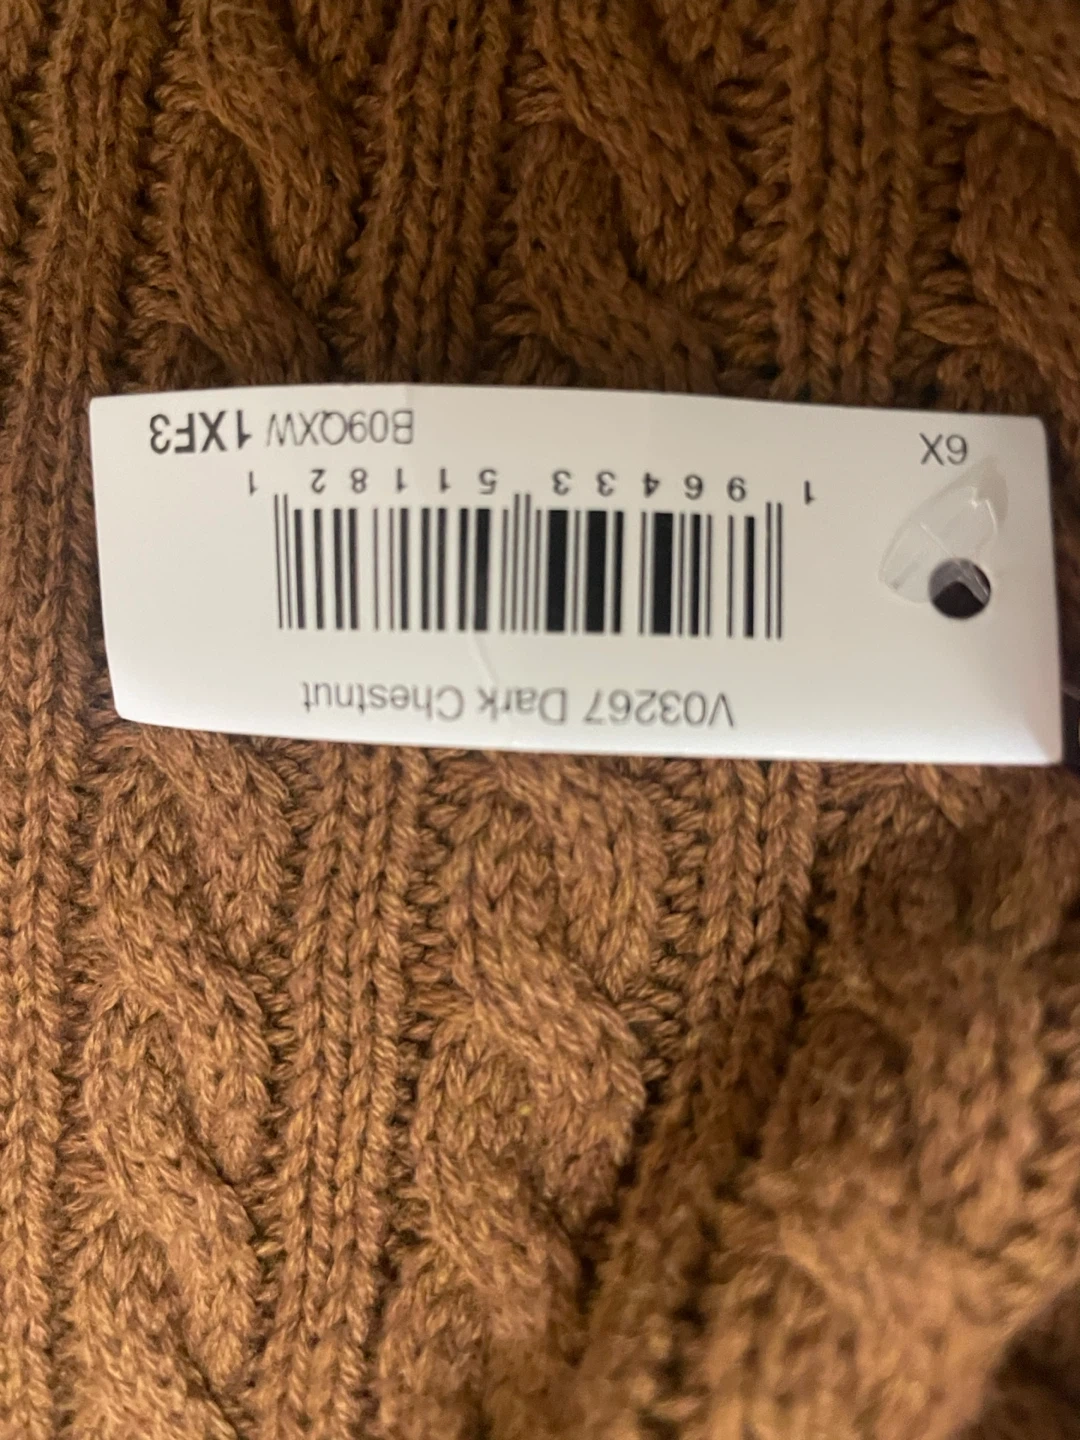 V03267 Dark Chestnut
1 96433 51182 1
6X
B09QXW 1XF3